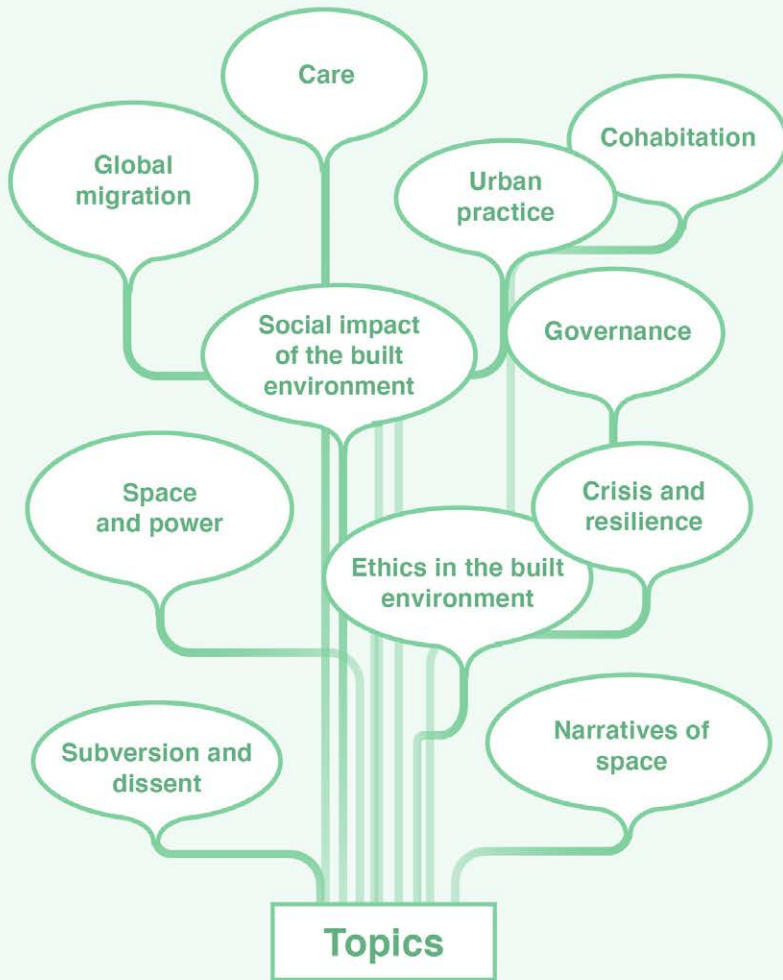 Care
Cohabitation
Global
migration
Urban
practice
Social impact
of the built
environment
Governance
Space
and power
Crisis and
resilience
Ethics in the built
environment
Subversion and
dissent
Narratives of
space
Topics